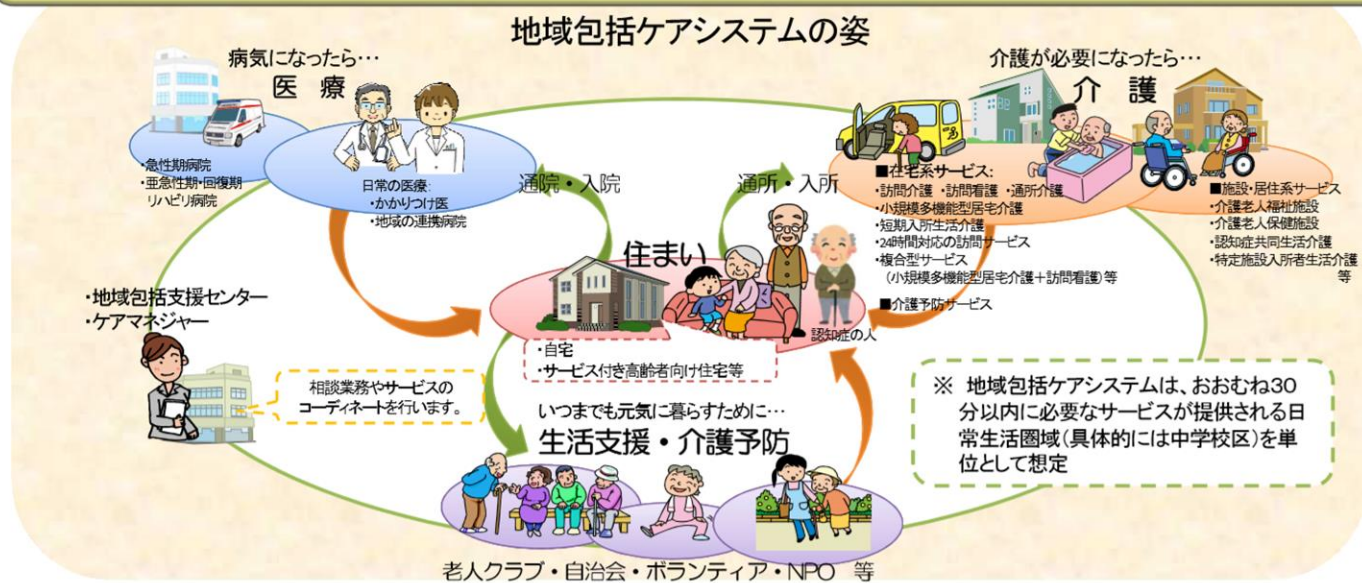 地域包括ケアシステムの姿
病気になったら…
医 療
・急性期病院
・亜急性期・回復期
リハビリ病院
日常の医療:
・かかりつけ医
・地域の連携病院
通院・入院
通所・入所
介護が必要になったら…
介 護
■在宅系サービス:
・訪問介護 ・訪問看護 ・通所介護
・小規模多機能型居宅介護
・短期入所生活介護
・24時間対応の訪問サービス
・複合型サービス
(小規模多機能型居宅介護+訪問看護)等
■介護予防サービス
■施設・居住系サービス
・介護老人福祉施設
・介護老人保健施設
・認知症共同生活介護
・特定施設入所者生活介護
等
住まい
認知症の人
・自宅
・サービス付き高齢者向け住宅等
・地域包括支援センター
・ケアマネジャー
相談業務やサービスの
コーディネートを行います。
いつまでも元気に暮らすために…
生活支援・介護予防
老人クラブ・自治会・ボランティア・NPO 等
※ 地域包括ケアシステムは、おおむね30
分以内に必要なサービスが提供される日
常生活圏域(具体的には中学校区)を単
位として想定